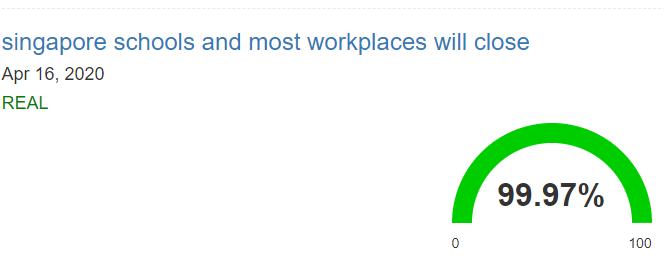 singapore schools and most workplaces will close
Apr 16, 2020
REAL
99.97%
0 100